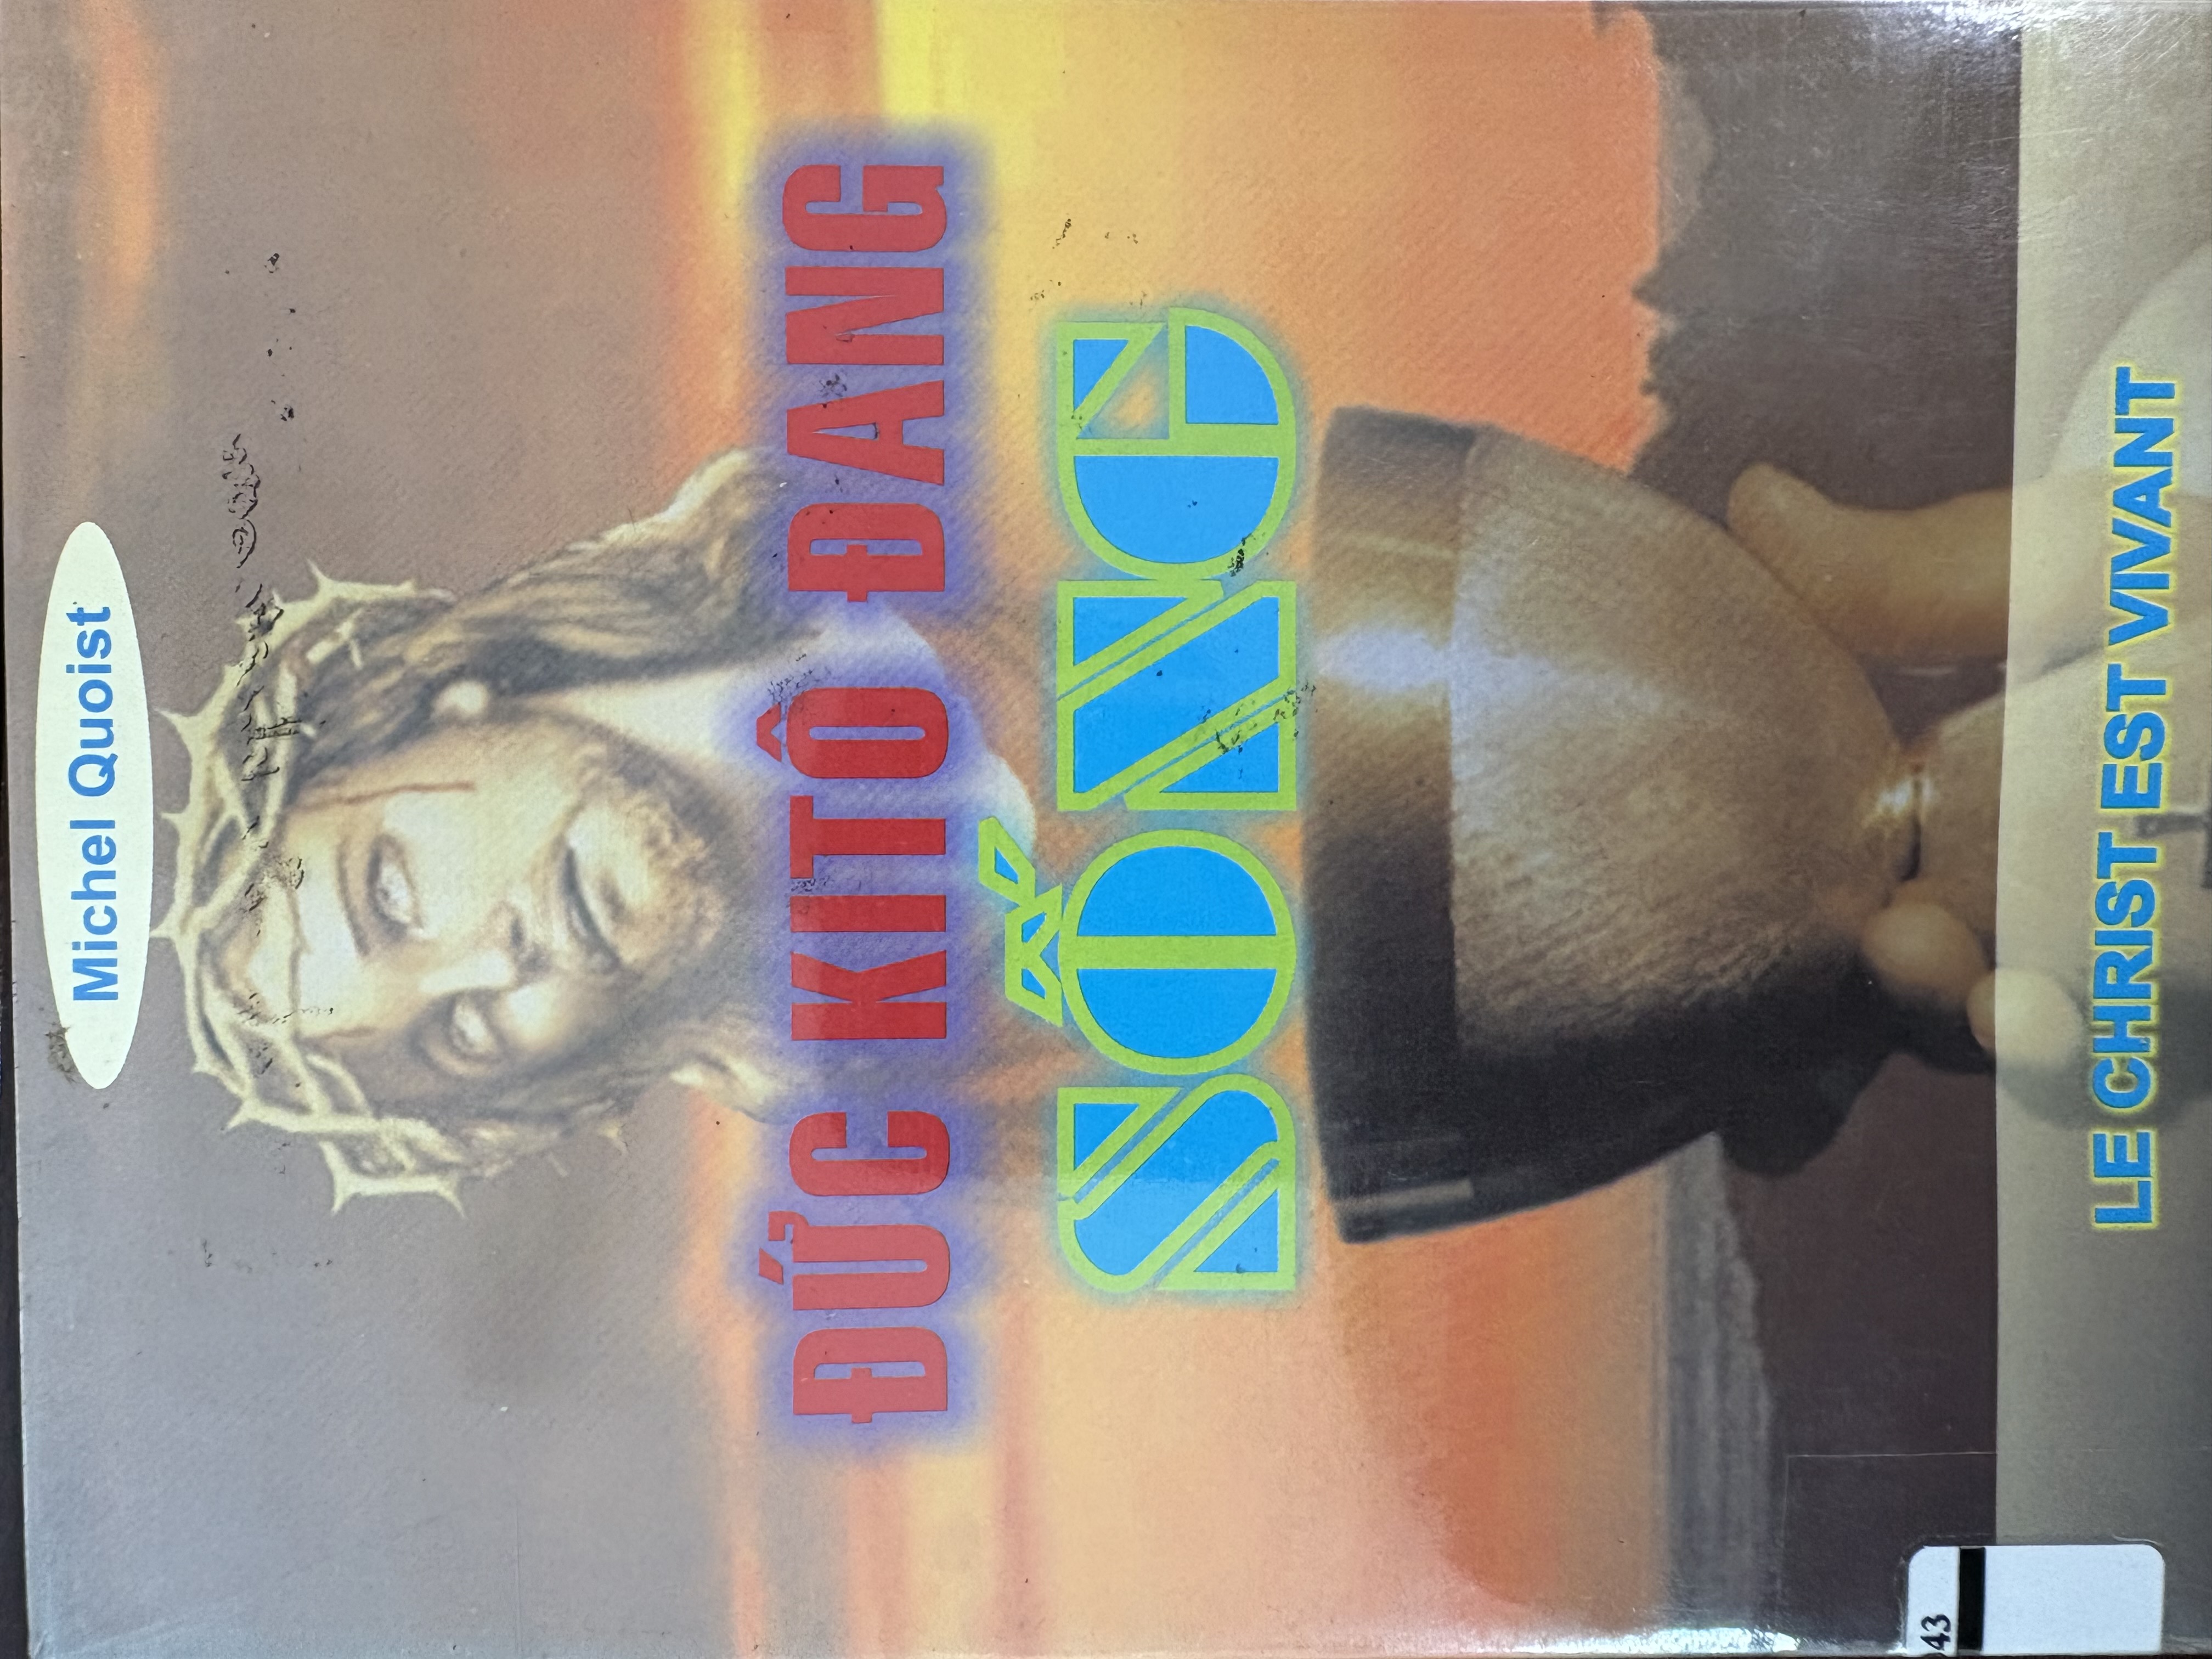 Michel Quoist
ĐỨC KITÔ ĐANG
SỐNG
LE CHRIST EST VIVANT
43